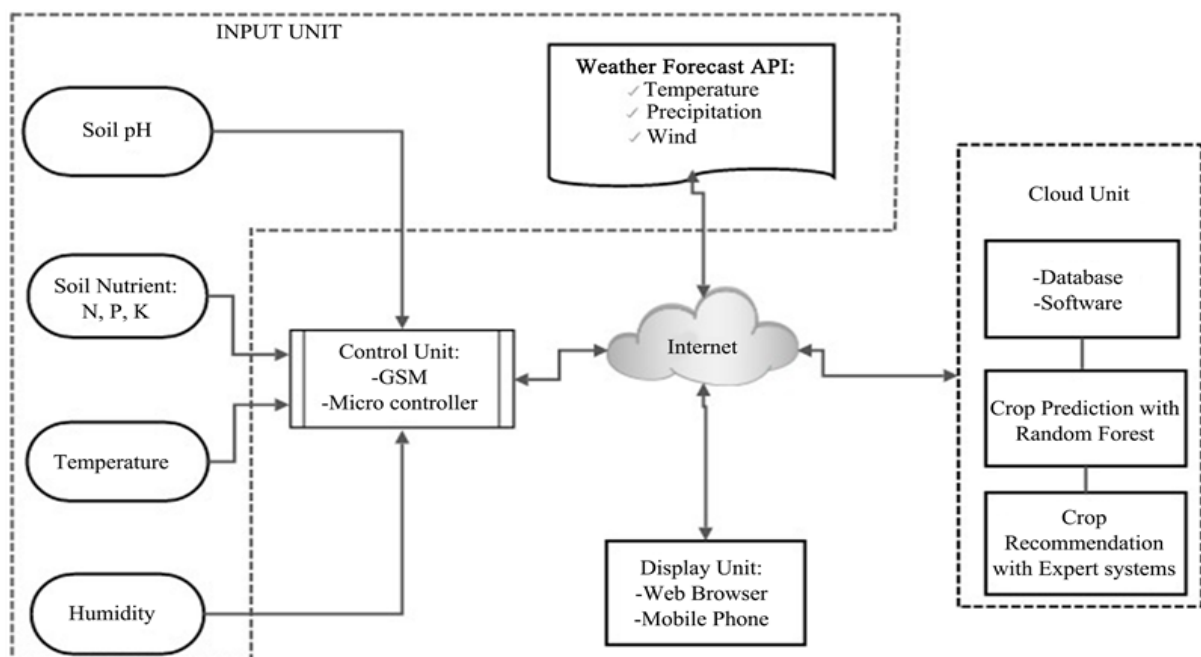 INPUT UNIT
Soil pH
Soil Nutrient:
N, P, K
Temperature
Humidity
Weather Forecast API:
✓ Temperature
✓ Precipitation
✓ Wind
Control Unit:
-GSM
-Micro controller
Internet
Display Unit:
-Web Browser
-Mobile Phone
Cloud Unit
-Database
-Software
Crop Prediction with
Random Forest
Crop
Recommendation
with Expert systems